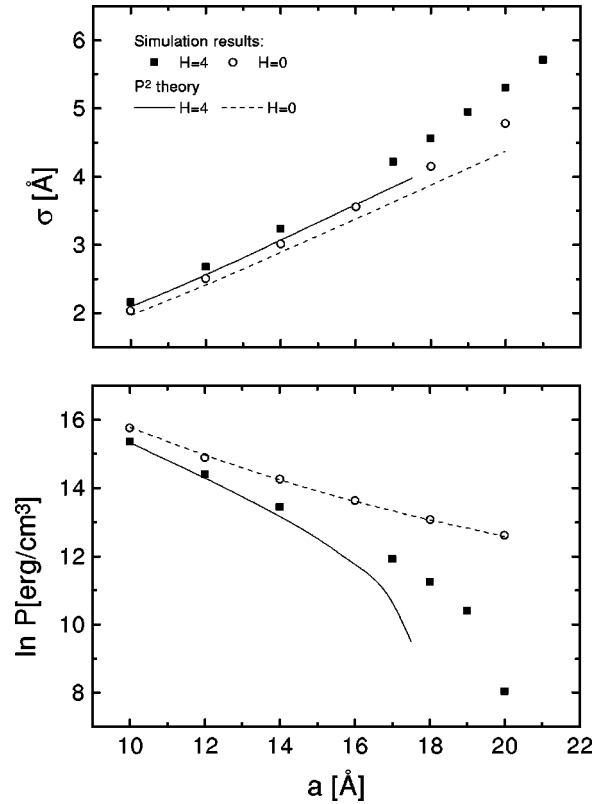 6
Simulation results:
H=4 H=0
P² theory
H=4 H=0
5
σ [Å]
4
3
2
16
14
ln P[erg/cm³]
12
10
8
10 12 14 16 18 20 22
a [Å]